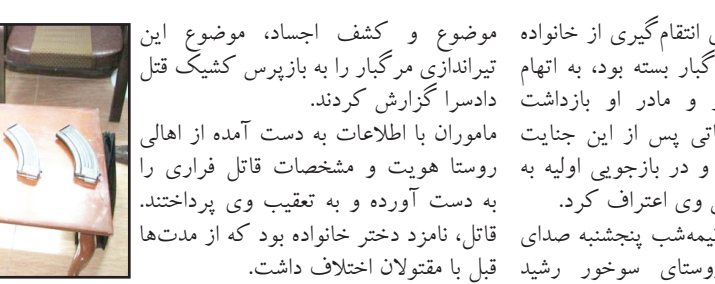 انتقام‌گیری از خانواده
گبار بسته بود، به اتهام
و مادر او بازداشت
اتی پس از این جنایت
و در بازجویی اولیه به
وی اعتراف کرد.
نیمه‌شب پنجشنبه صدای
روستای سوخور رشید
موضوع و کشف اجساد، موضوع این
تیراندازی مرگبار را به بازپرس کشیک قتل
دادسرا گزارش کردند.
ماموران با اطلاعات به دست آمده از اهالی
روستا هویت و مشخصات قاتل فراری را
به دست آورده و به تعقیب وی پرداختند.
قاتل، نامزد دختر خانواده بود که از مدت‌ها
قبل با مقتولان اختلاف داشت.